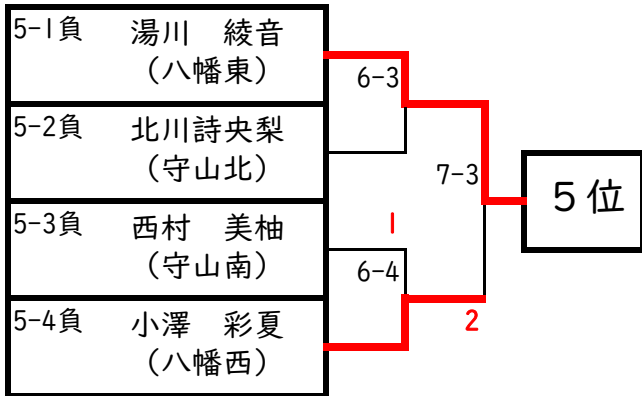 5-1負 湯川 綾音
（八幡東）
6-3
5-2負 北川詩央梨
（守山北）
7-3
5位
5-3負 西村 美柚
1
（守山南）
6-4
5-4負 小澤 彩夏
2
（八幡西）